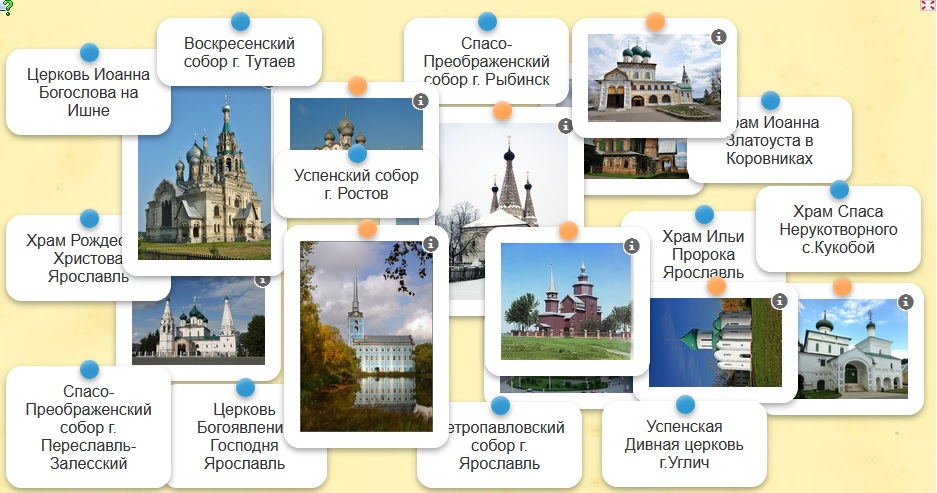 Воскресенский
собор г. Тутаев
Спасо-
Преображенский
собор г. Рыбинск
Церковь Иоанна
Богослова на
Ишне
рам Иоанна
Златоуста в
Коровниках
Успенский собор
г. Ростов
Храм Спаса
Нерукотворного
с.Кукобой
Храм Рождес
Христова
Ярославль
Храм Ильи
Пророка
Ярославль
Спасо-
Преображенский
собор г.
Переславль-
Залесский
Церковь
Богоявлени
Господня
Ярославль
етропавловский
собор г.
Ярославль
Успенская
Дивная церковь
г.Углич